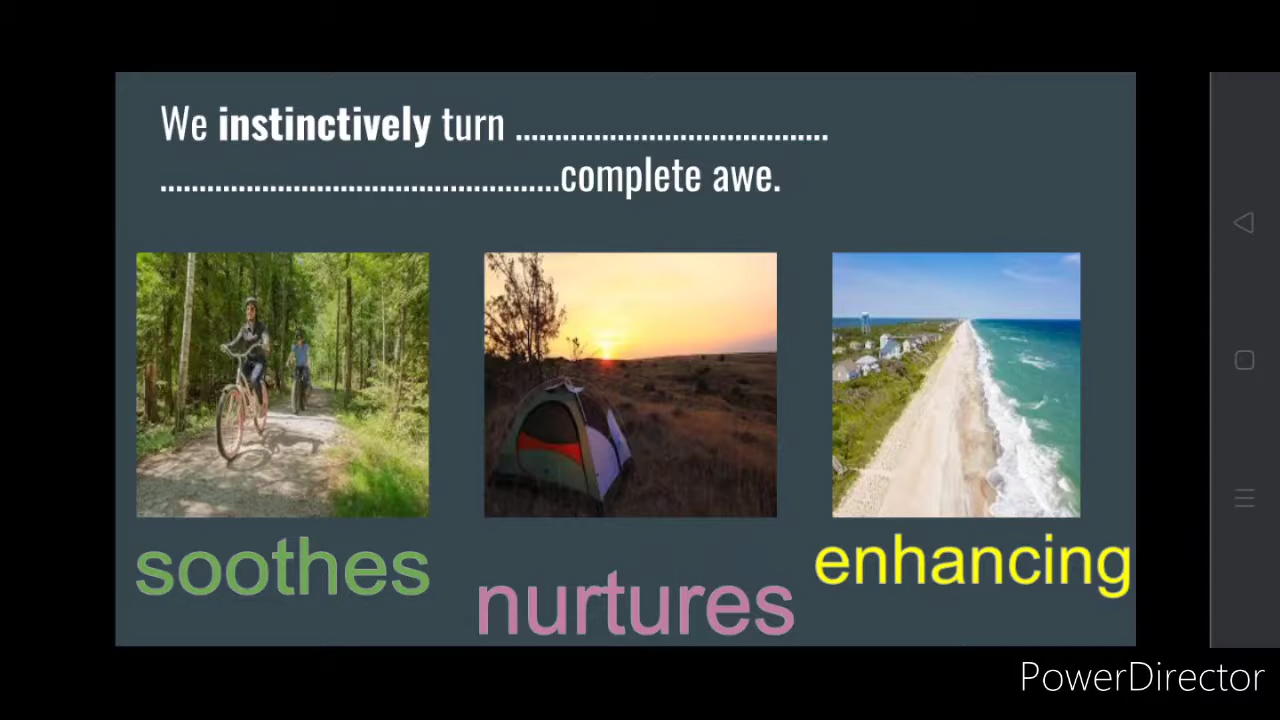 We instinctively turn ........................................
...................................................complete awe.
soothes
nurtures
enhancing
PowerDirector